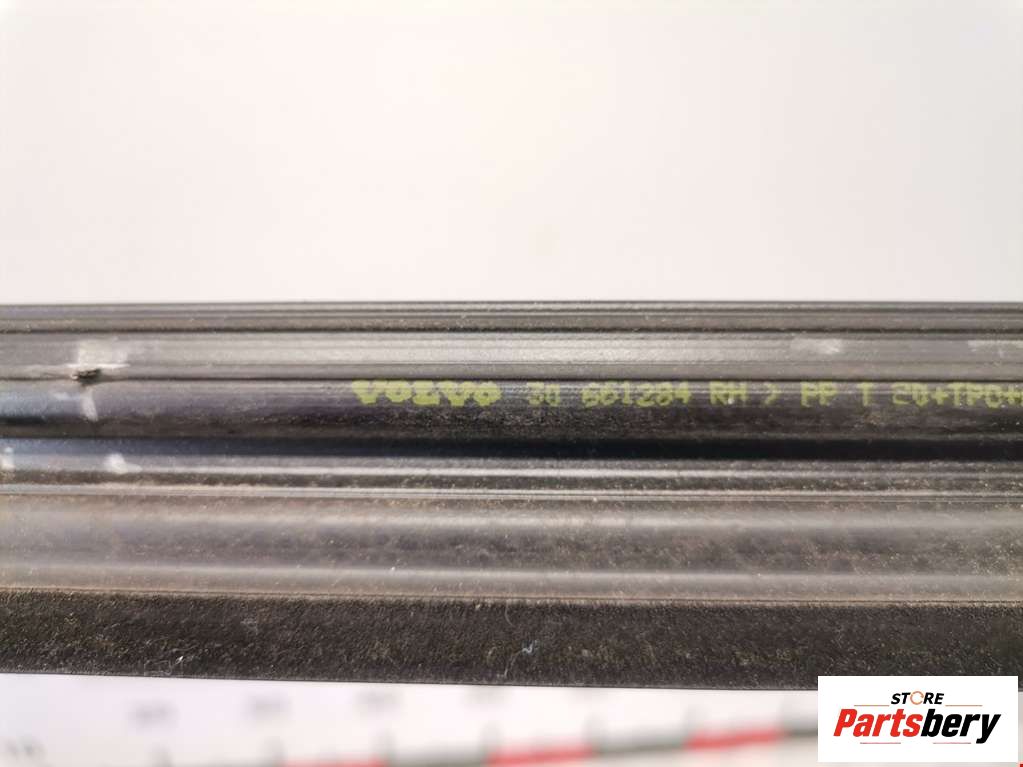 VOLVO 30 661284 RH > PP T 20+TPO+
STORE
Partsbery